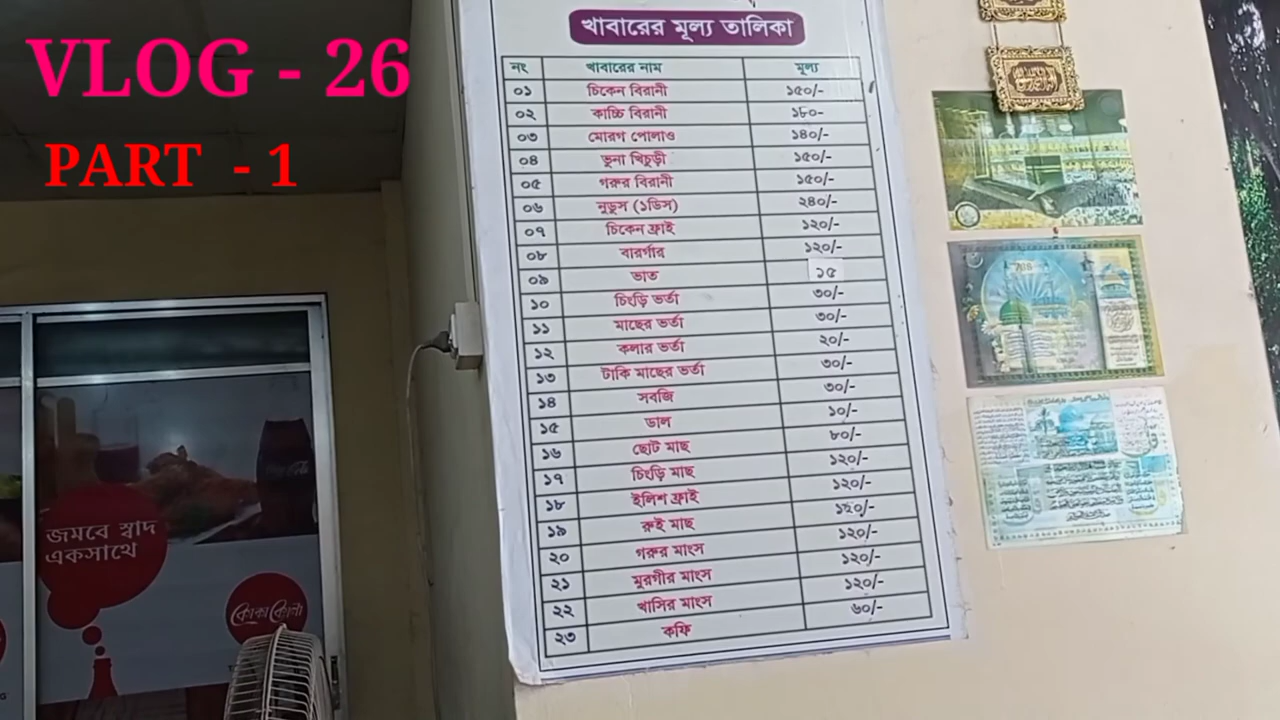 VLOG - 26
PART - 1
খাবারের মূল্য তালিকা
নং খাবারের নাম মূল্য
০১ চিকেন বিরানী ১৫০/-
০২ কাচ্চি বিরানী ১৮০-
০৩ মোরগ পোলাও ১৪০/-
০৪ ভুনা খিচুড়ী ১৫০/-
০৫ গরুর বিরানী ১৫০/-
০৬ নুডুস (১ডিস) ২৪০/-
০৭ চিকেন ফ্রাই ১২০/-
০৮ বারর্গার ১২০/-
০৯ ভাত ১৫
১০ চিংড়ি ভর্তা ৩০/-
১১ মাছের ভর্তা ৩০/-
১২ কলার ভর্তা ২০/-
১৩ টাকি মাছের ভর্তা ৩০/-
১৪ সবজি ৩০/-
১৫ ডাল ১০/-
১৬ ছোট মাছ ৮০/-
১৭ চিংড়ি মাছ ১২০/-
১৮ ইলিশ ফ্রাই ১২০/-
১৯ রুই মাছ ১২০/-
২০ গরুর মাংস ১২০/-
২১ মুরগীর মাংস ১২০/-
২২ খাসির মাংস ১২০/-
২৩ কফি ৬০/-
জমবে স্বাদ
একসাথে
কোকা কোলা